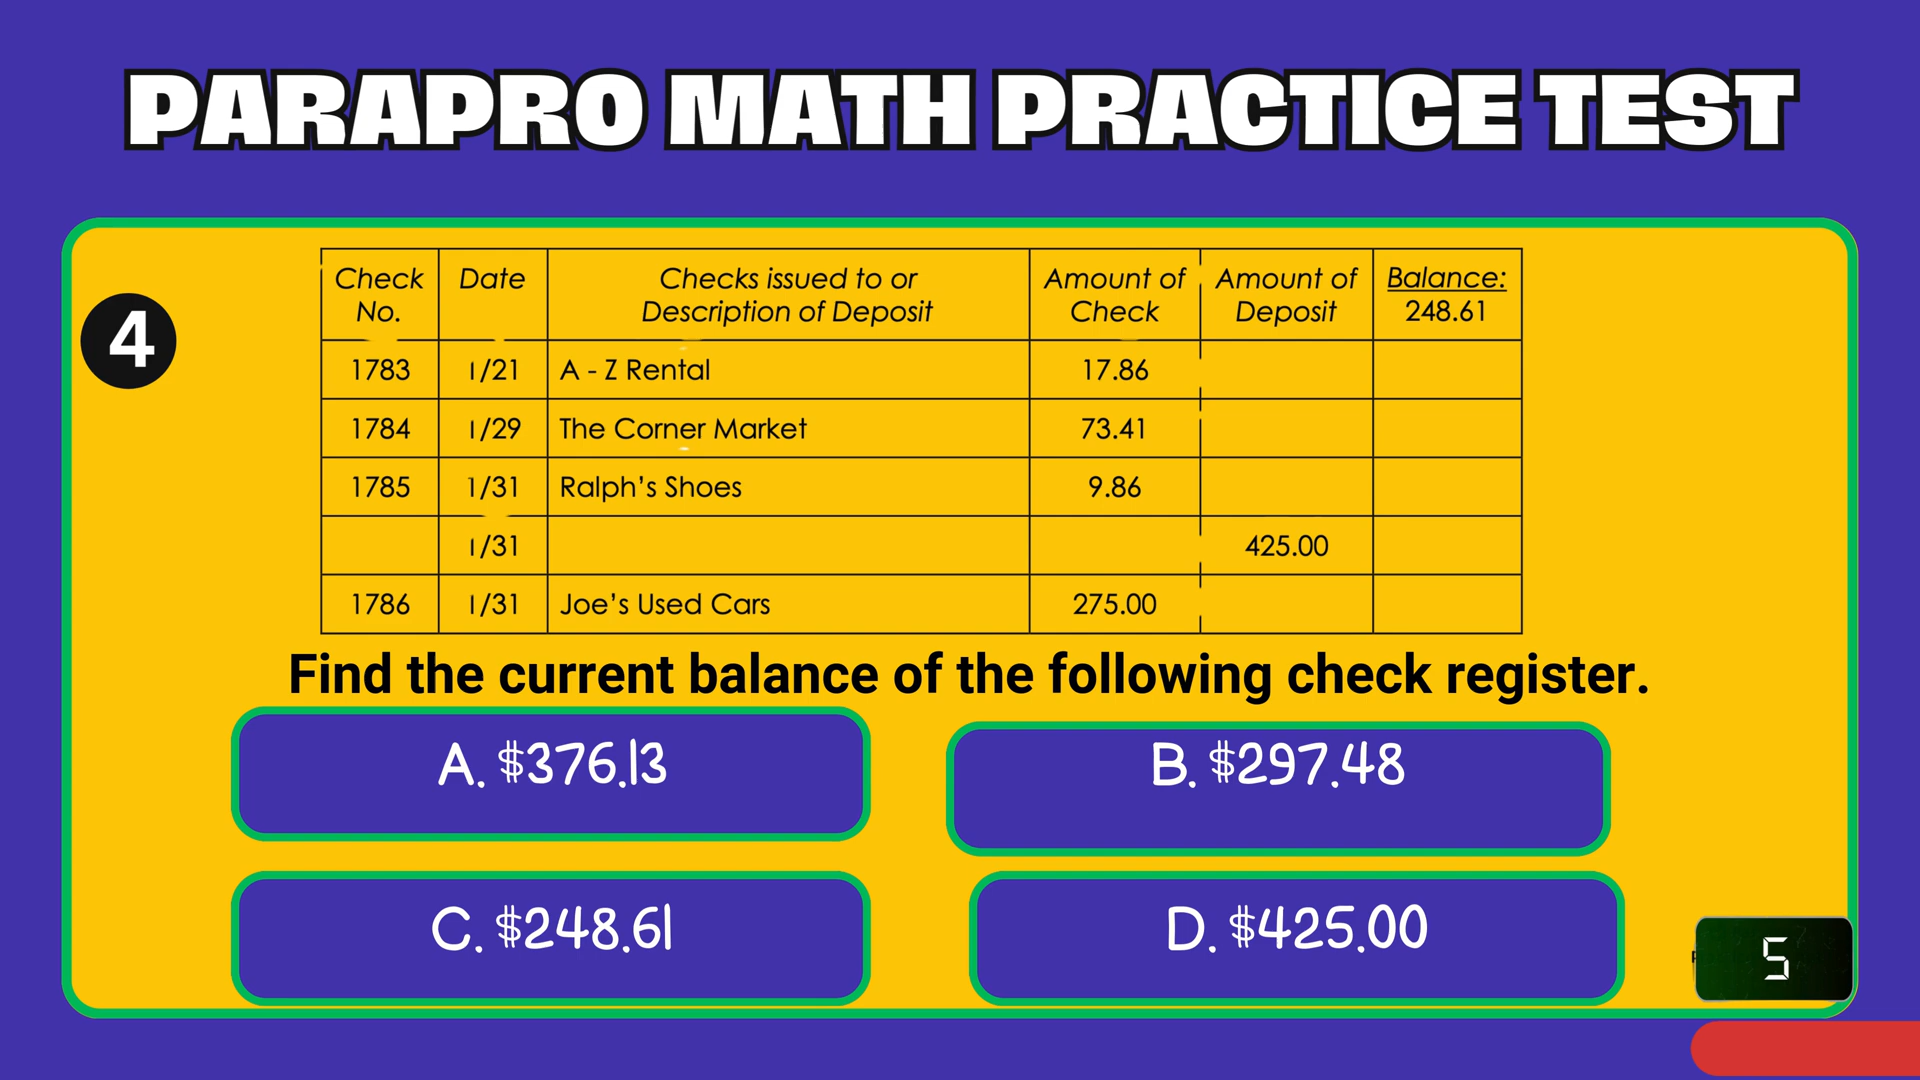 PARAPRO MATH PRACTICE TEST
4
Check No. Date Checks issued to or Description of Deposit Amount of Check Amount of Deposit Balance: 248.61
1783 1/21 A - Z Rental 17.86
1784 1/29 The Corner Market 73.41
1785 1/31 Ralph's Shoes 9.86
1/31 425.00
1786 1/31 Joe's Used Cars 275.00
Find the current balance of the following check register.
A. $376.13
B. $297.48
C. $248.61
D. $425.00
5